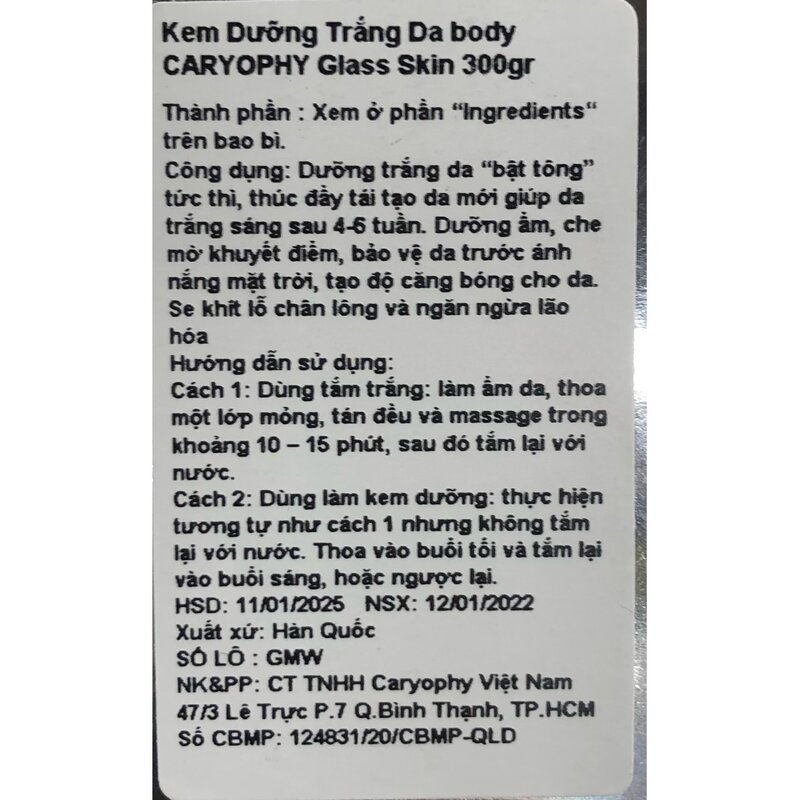 Kem Dưỡng Trắng Da body
CARYOPHY Glass Skin 300gr
Thành phần : Xem ở phần “Ingredients“
trên bao bì.
Công dụng: Dưỡng trắng da “bật tông”
tức thì, thúc đẩy tái tạo da mới giúp da
trắng sáng sau 4-6 tuần. Dưỡng ẩm, che
mờ khuyết điểm, bảo vệ da trước ánh
nắng mặt trời, tạo độ căng bóng cho da.
Se khít lỗ chân lông và ngăn ngừa lão
hóa
Hướng dẫn sử dụng:
Cách 1: Dùng tắm trắng: làm ẩm da, thoa
một lớp mỏng, tán đều và massage trong
khoảng 10 – 15 phút, sau đó tắm lại với
nước.
Cách 2: Dùng làm kem dưỡng: thực hiện
tương tự như cách 1 nhưng không tắm
lại với nước. Thoa vào buổi tối và tắm lại
vào buổi sáng, hoặc ngược lại.
HSD: 11/01/2025 NSX: 12/01/2022
Xuất xứ: Hàn Quốc
SỐ LÔ : GMW
NK&PP: CT TNHH Caryophy Việt Nam
47/3 Lê Trực P.7 Q.Bình Thạnh, TP.HCM
Số CBMP: 124831/20/CBMP-QLD